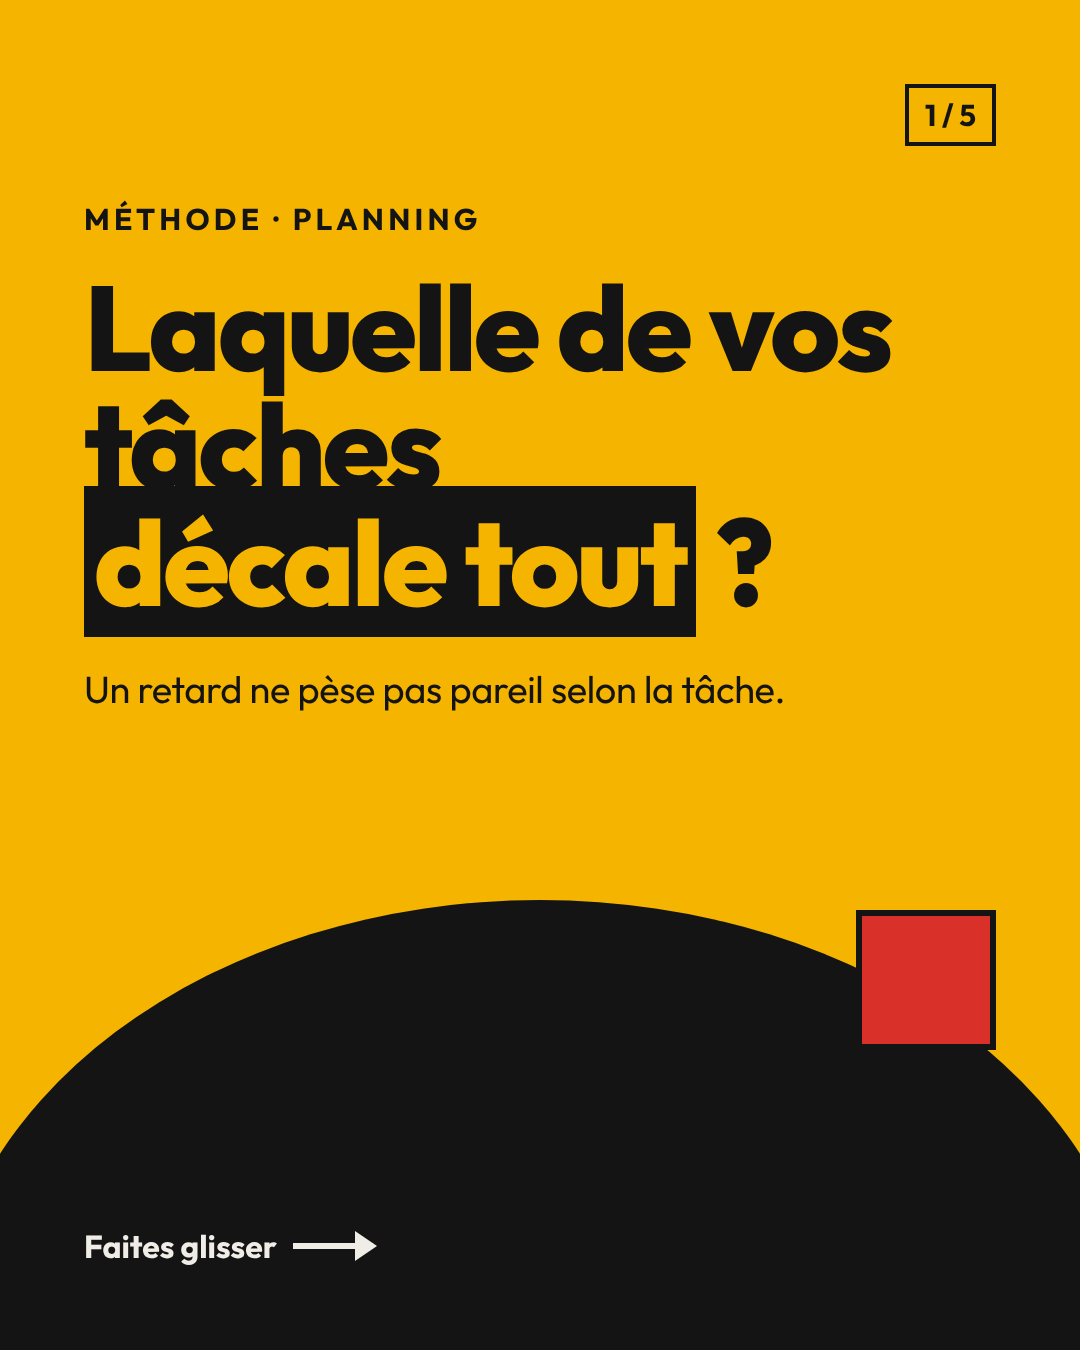 1 / 5
MÉTHODE · PLANNING
Laquelle de vos
tâches
décale tout ?
Un retard ne pèse pas pareil selon la tâche.
Faites glisser